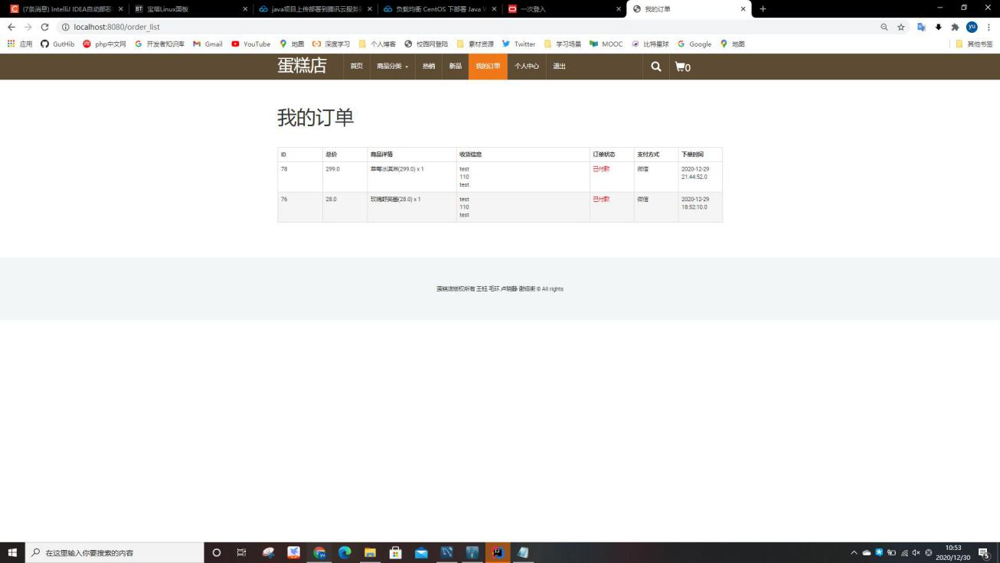 (7条消息) IntelliJ IDEA自动部署
宝塔Linux面板
java项目上传部署到腾讯云服务
负载均衡 CentOS 下部署 Java
一次登入
我的订单
localhost:8080/order_list
应用 GutHib php中文网 开发者知识库 Gmail YouTube 地图 深度学习 个人博客 校园网登陆 素材资源 Twitter 学习场景 MOOC 比特星球 Google 地图 其他书签
蛋糕店 首页 商品分类 热销 新品 我的订单 个人中心 退出 0
我的订单
ID 总价 商品详情 收货信息 订单状态 支付方式 下单时间
78 299.0 草莓冰淇淋(299.0) x 1 test 已付款 微信 2020-12-29
110 21:44:52.0
test
76 28.0 玫瑰舒芙蕾(28.0) x 1 test 已付款 微信 2020-12-29
110 18:52:10.0
test
蛋糕店版权所有 王钰 毛环 卢晓静 © All rights
在这里输入你要搜索的内容
10:53
2020/12/30
5